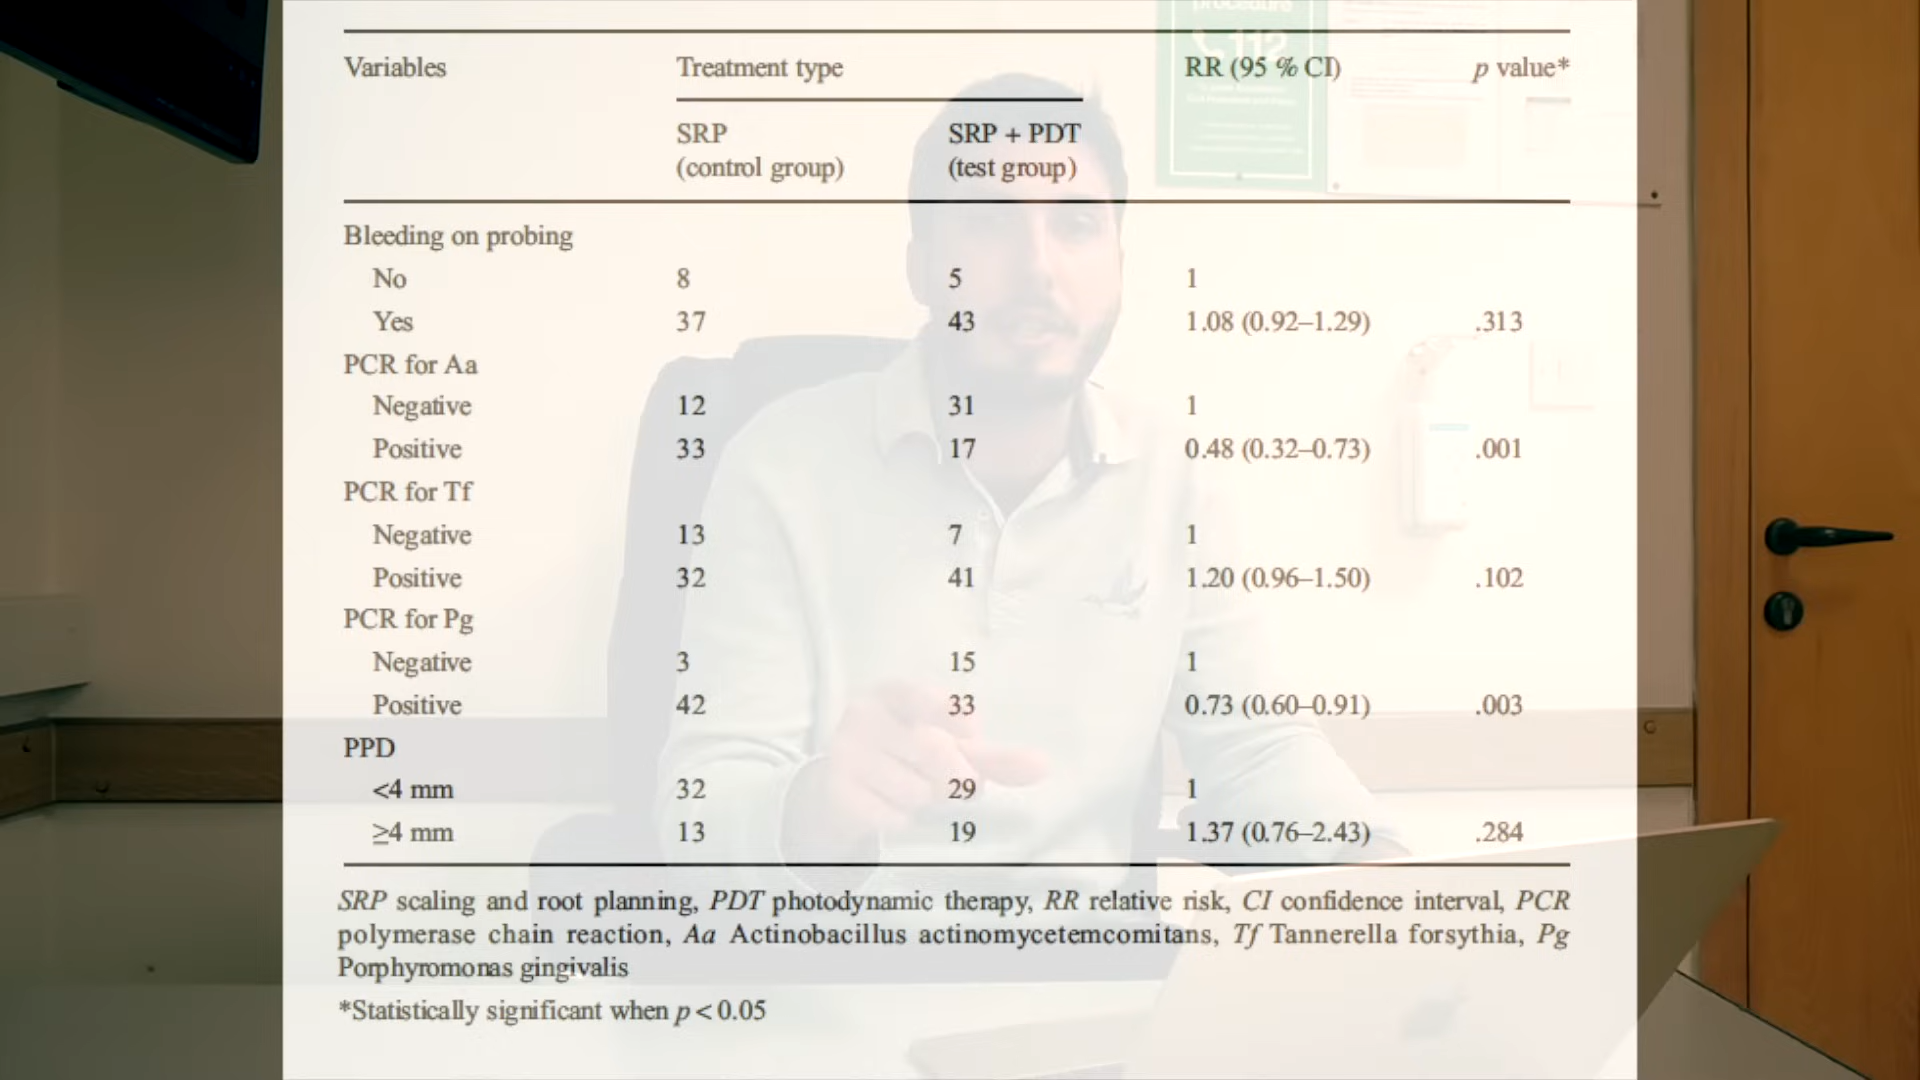 procedure
112
Variables Treatment type RR (95 % CI) p value*
SRP SRP + PDT
(control group) (test group)
Bleeding on probing
No 8 5 1
Yes 37 43 1.08 (0.92–1.29) .313
PCR for Aa
Negative 12 31 1
Positive 33 17 0.48 (0.32–0.73) .001
PCR for Tf
Negative 13 7 1
Positive 32 41 1.20 (0.96–1.50) .102
PCR for Pg
Negative 3 15 1
Positive 42 33 0.73 (0.60–0.91) .003
PPD
<4 mm 32 29 1
≥4 mm 13 19 1.37 (0.76–2.43) .284
SRP scaling and root planning, PDT photodynamic therapy, RR relative risk, CI confidence interval, PCR
polymerase chain reaction, Aa Actinobacillus actinomycetemcomitans, Tf Tannerella forsythia, Pg
Porphyromonas gingivalis
*Statistically significant when p < 0.05